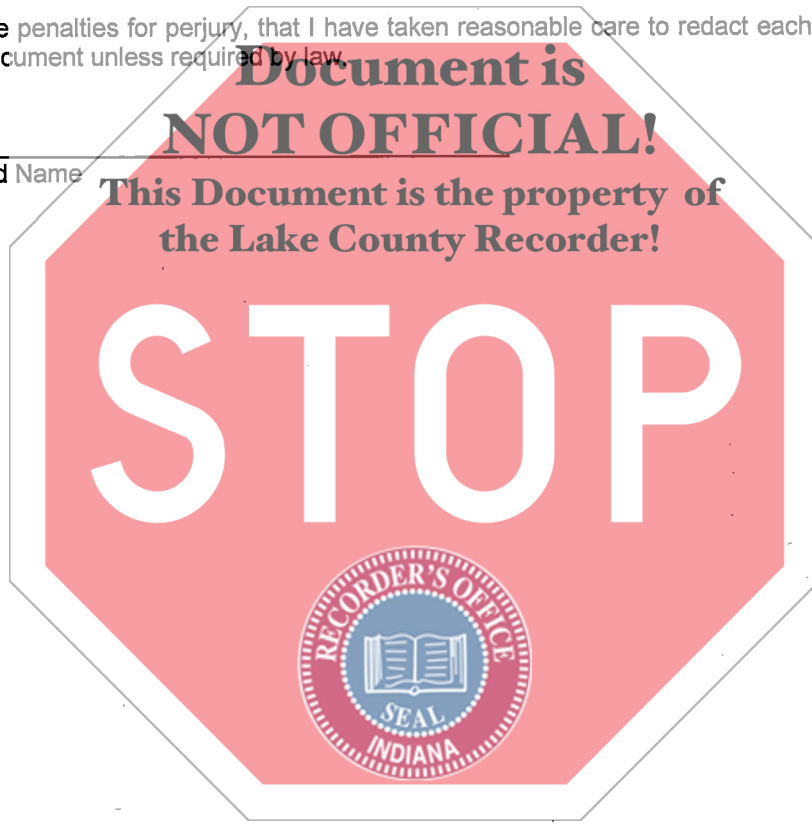 e penalties for perjury, that I have taken reasonable care to redact each
cument unless required by law.
Document is
NOT OFFICIAL!
d Name
This Document is the property of
the Lake County Recorder!
STOP
RECORDER'S OFFICE
SEAL
INDIANA